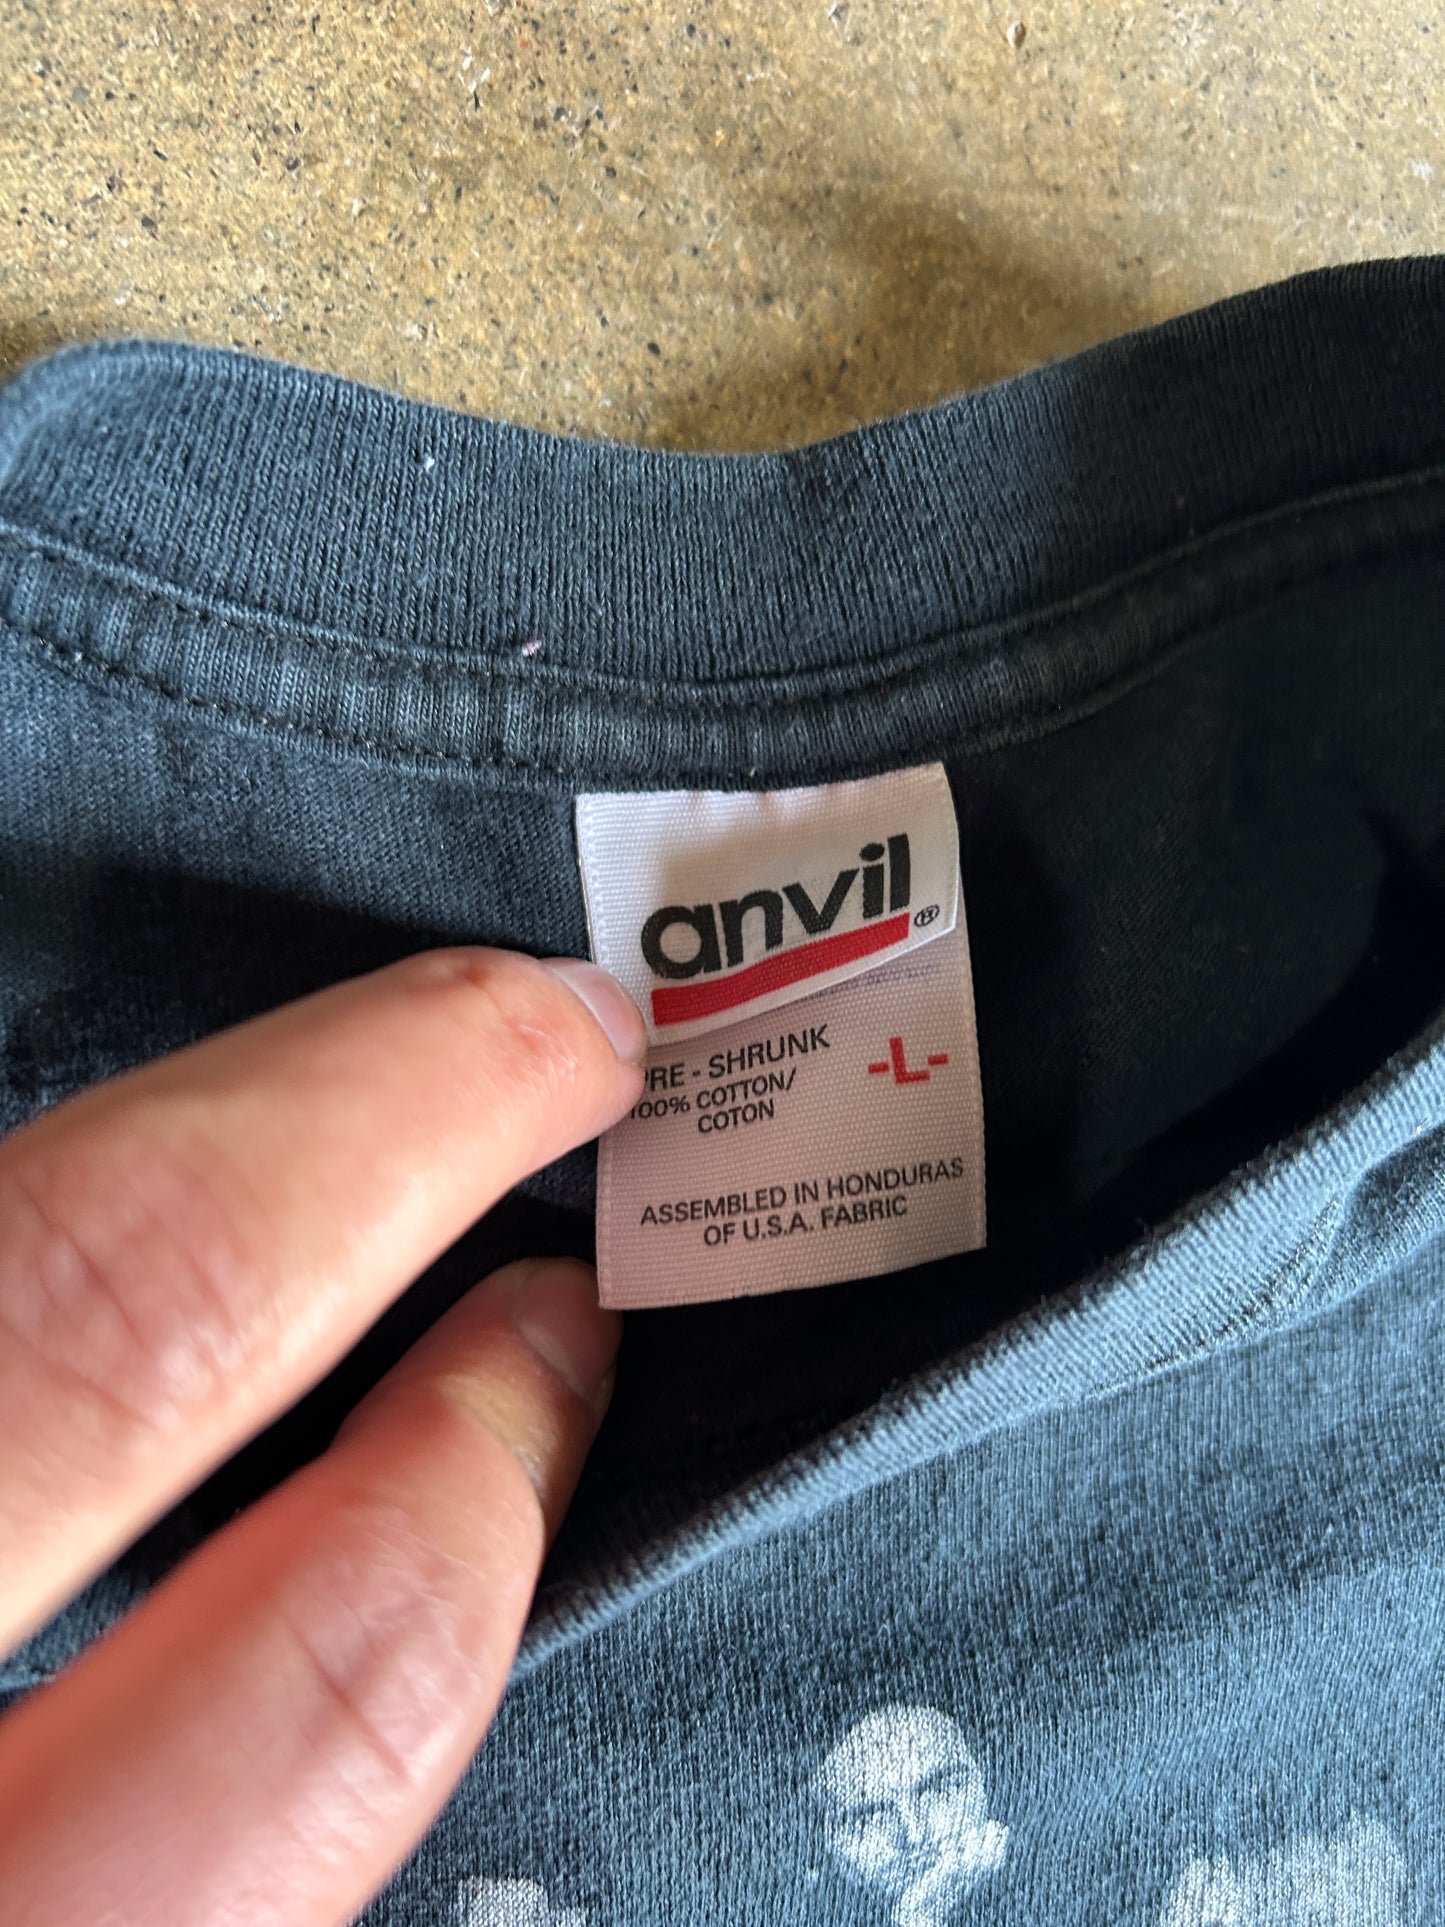 anvil®
PRE - SHRUNK
100% COTTON/
COTON
-L-
ASSEMBLED IN HONDURAS
OF U.S.A. FABRIC